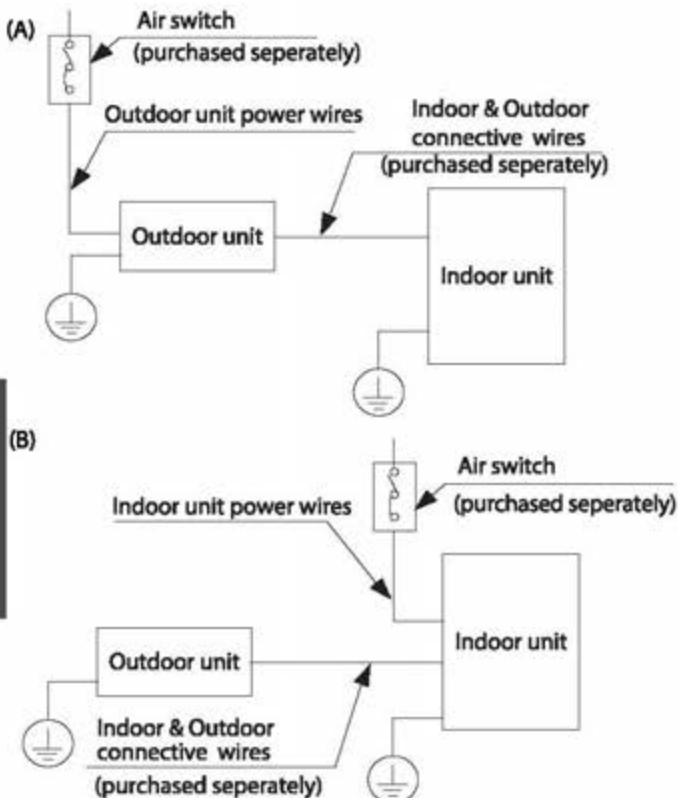 (A)
Air switch
(purchased seperately)
Outdoor unit power wires
Indoor & Outdoor
connective wires
(purchased seperately)
Outdoor unit
Indoor unit
(B)
Air switch
(purchased seperately)
Indoor unit power wires
Indoor unit
Outdoor unit
Indoor & Outdoor
connective wires
(purchased seperately)